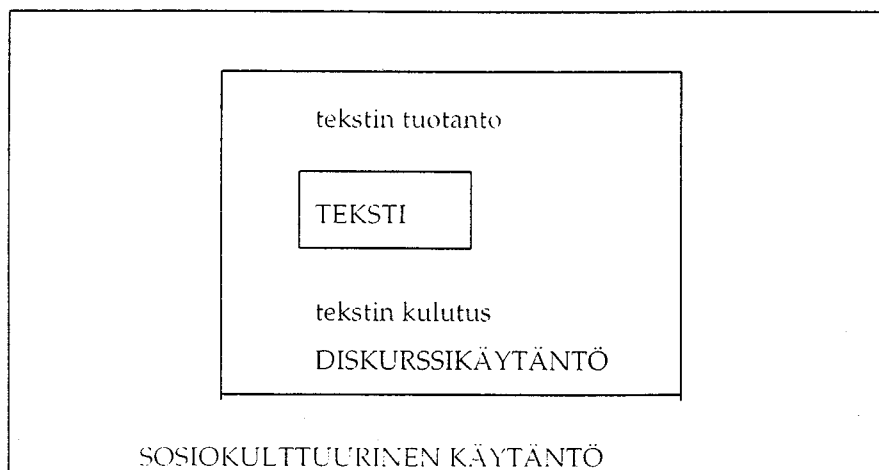 tekstin tuotanto
TEKSTI
tekstin kulutus
DISKURSSIKÄYTÄNTÖ
SOSIOKULTTUURINEN KÄYTÄNTÖ